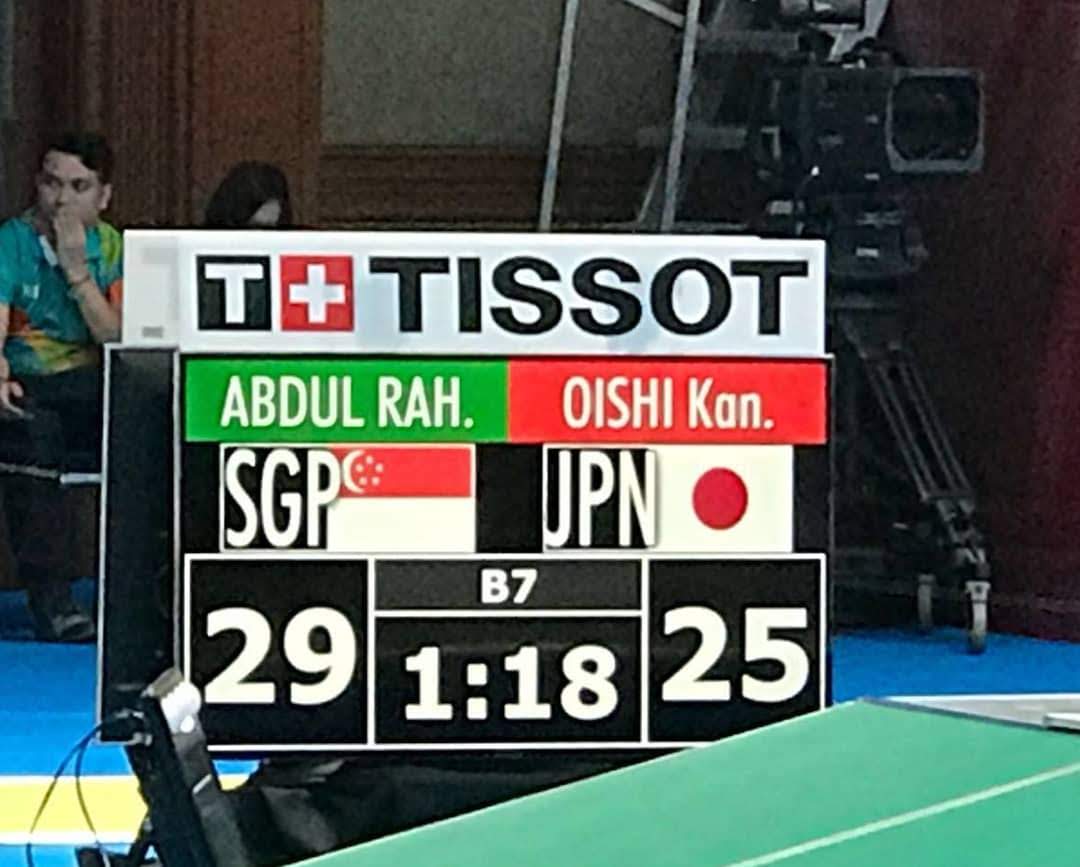 T+ TISSOT
ABDUL RAH. OISHI Kan.
SGP JPN
B7
29 1:18 25